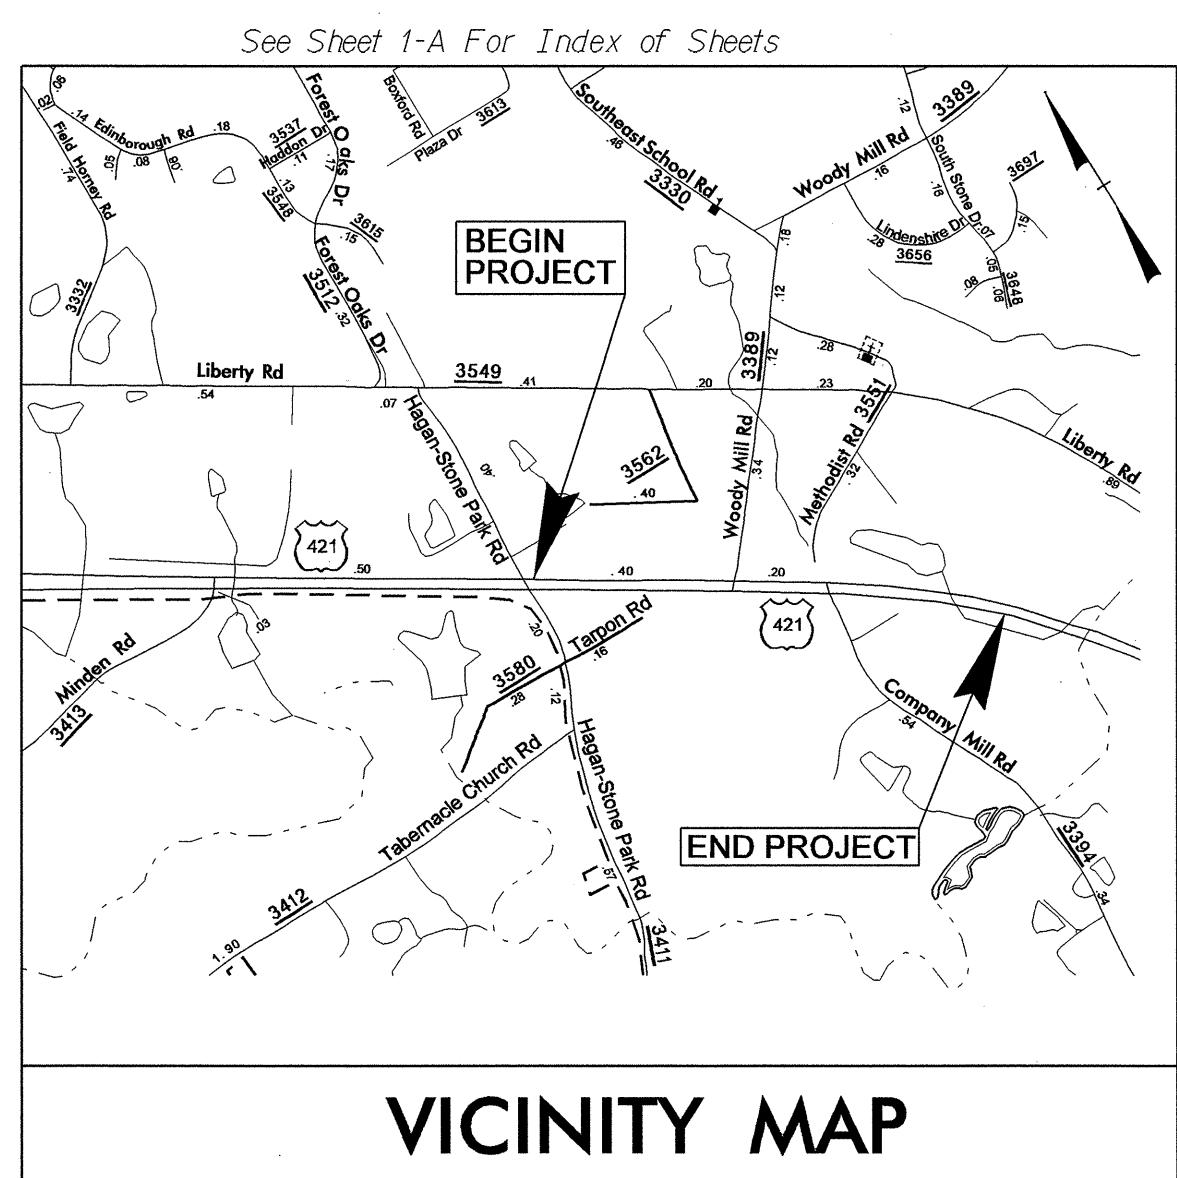 See Sheet 1-A For Index of Sheets
.06
.02
.14
Edinborough Rd
.18
.05
.08
.08
Field Horney Rd
.74
3332
3537
Haddon Dr
.11
.13
3548
Forest Oaks Dr
.17
3615
.15
Forest Oaks Dr
3512
.32
Boxford Rd
Plaza Dr
3613
Southeast School Rd
.46
3330
1
Woody Mill Rd
3389
.12
.16
South Stone Dr
.16
.07
3697
.15
Lindenshire Dr
.28
3656
.05
.08
.06
3648
.18
.12
BEGIN
PROJECT
.28
3389
.12
Liberty Rd
.54
.07
3549
.41
.20
.23
3551
Liberty Rd
.89
Hagan-Stone Park Rd
.40
3562
.40
Woody Mill Rd
.34
Methodist Rd
.32
421
.50
.40
.20
421
.03
Minden Rd
3413
.20
Tarpon Rd
.16
3580
.28
.12
Company Mill Rd
.54
Tabernacle Church Rd
Hagan-Stone Park Rd
END PROJECT
3394
.34
.57
3412
1.90
3411
VICINITY MAP